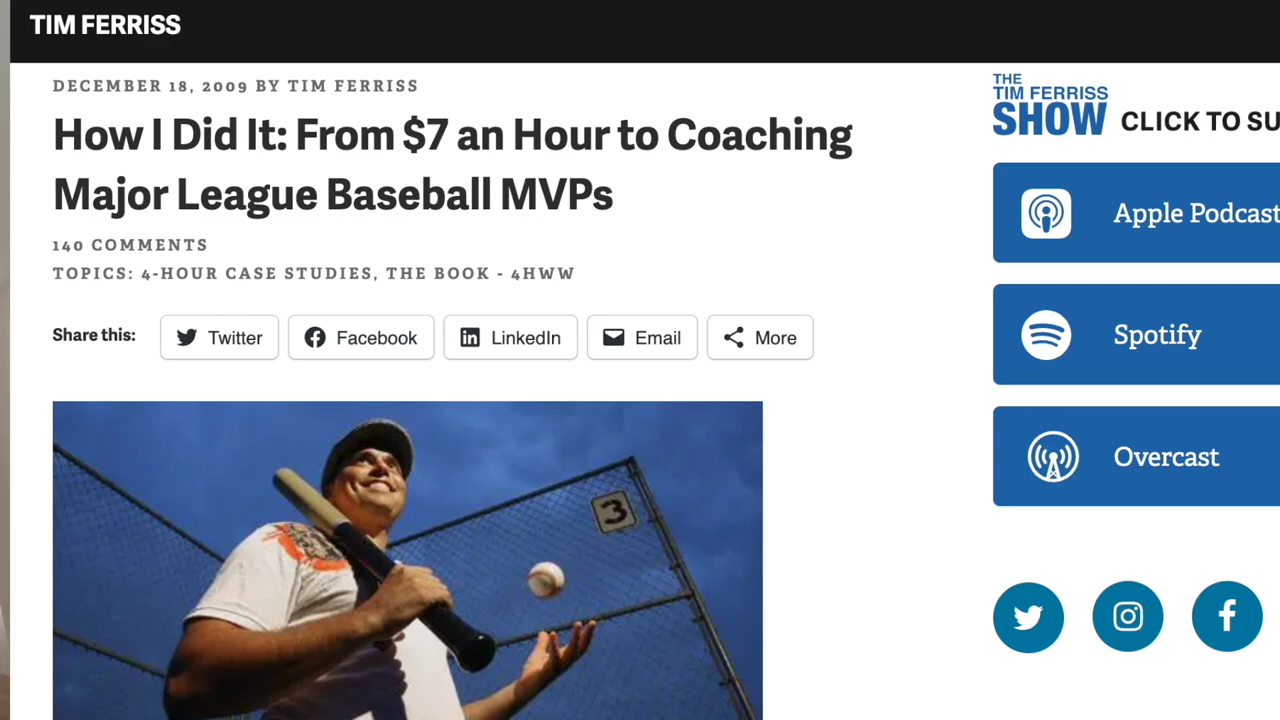 TIM FERRISS
DECEMBER 18, 2009 BY TIM FERRISS
How I Did It: From $7 an Hour to Coaching
Major League Baseball MVPs
140 COMMENTS
TOPICS: 4-HOUR CASE STUDIES, THE BOOK - 4HWW
Share this:
Twitter
Facebook
LinkedIn
Email
More
3
THE
TIM FERRISS
SHOW
CLICK TO SU
Apple Podcast
Spotify
Overcast